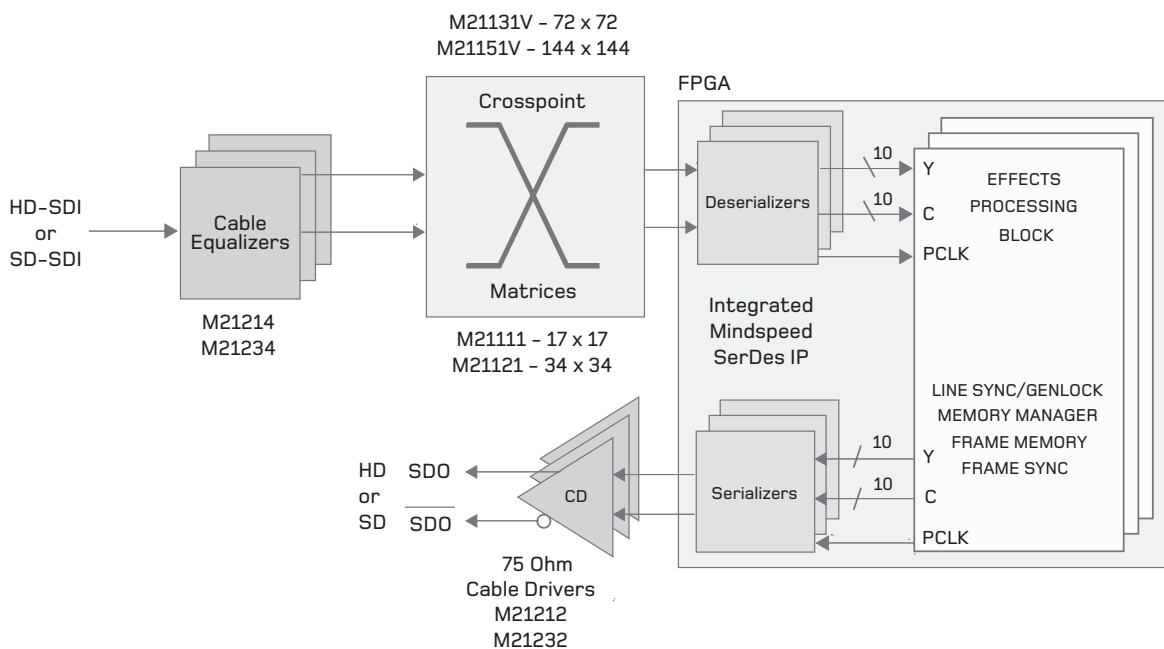 M21131V – 72 x 72
M21151V – 144 x 144
FPGA
Crosspoint
Matrices
HD-SDI
or
SD-SDI
Cable
Equalizers
M21214
M21234
M21111 – 17 x 17
M21121 – 34 x 34
Deserializers
10
10
Y
C
PCLK
EFFECTS
PROCESSING
BLOCK
Integrated
Mindspeed
SerDes IP
LINE SYNC/GENLOCK
MEMORY MANAGER
FRAME MEMORY
FRAME SYNC
Serializers
10
10
Y
C
PCLK
HD
or
SD
SDO
SDO
CD
75 Ohm
Cable Drivers
M21212
M21232